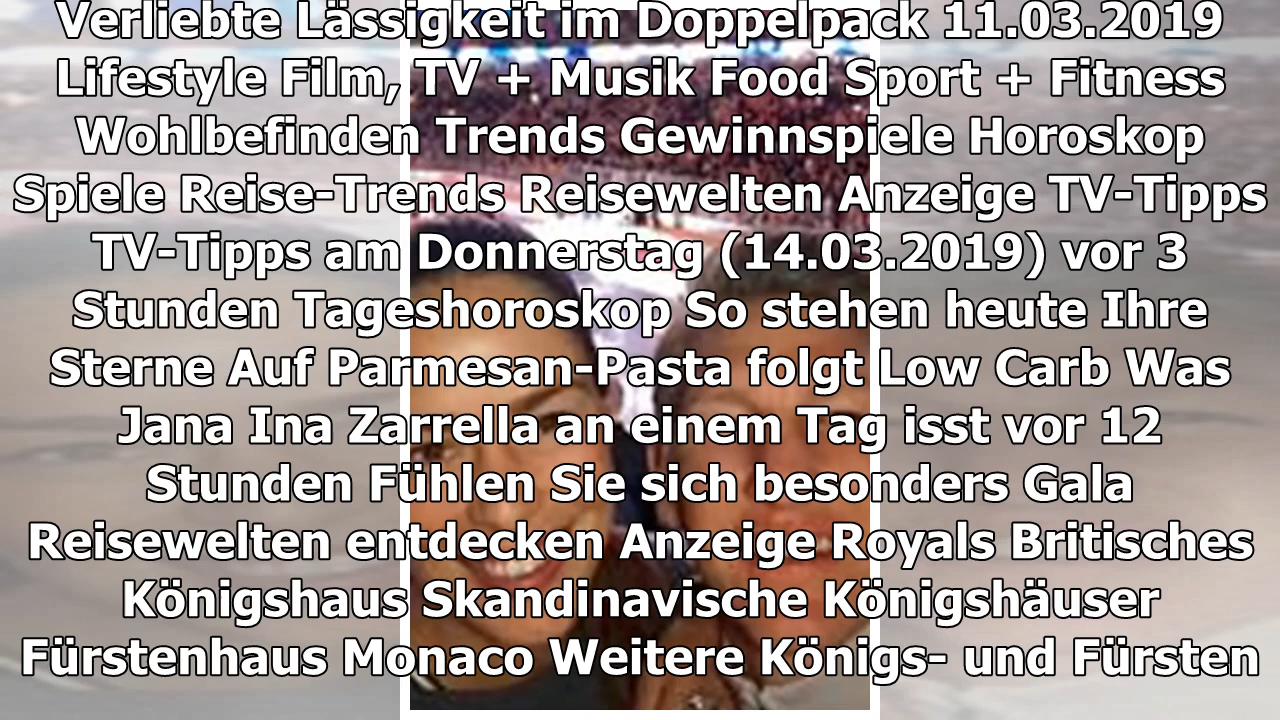 Verliebte Lässigkeit im Doppelpack 11.03.2019
Lifestyle Film, TV + Musik Food Sport + Fitness
Wohlbefinden Trends Gewinnspiele Horoskop
Spiele Reise-Trends Reisewelten Anzeige TV-Tipps
TV-Tipps am Donnerstag (14.03.2019) vor 3
Stunden Tageshoroskop So stehen heute Ihre
Sterne Auf Parmesan-Pasta folgt Low Carb Was
Jana Ina Zarrella an einem Tag isst vor 12
Stunden Fühlen Sie sich besonders Gala
Reisewelten entdecken Anzeige Royals Britisches
Königshaus Skandinavische Königshäuser
Fürstenhaus Monaco Weitere Königs- und Fürsten